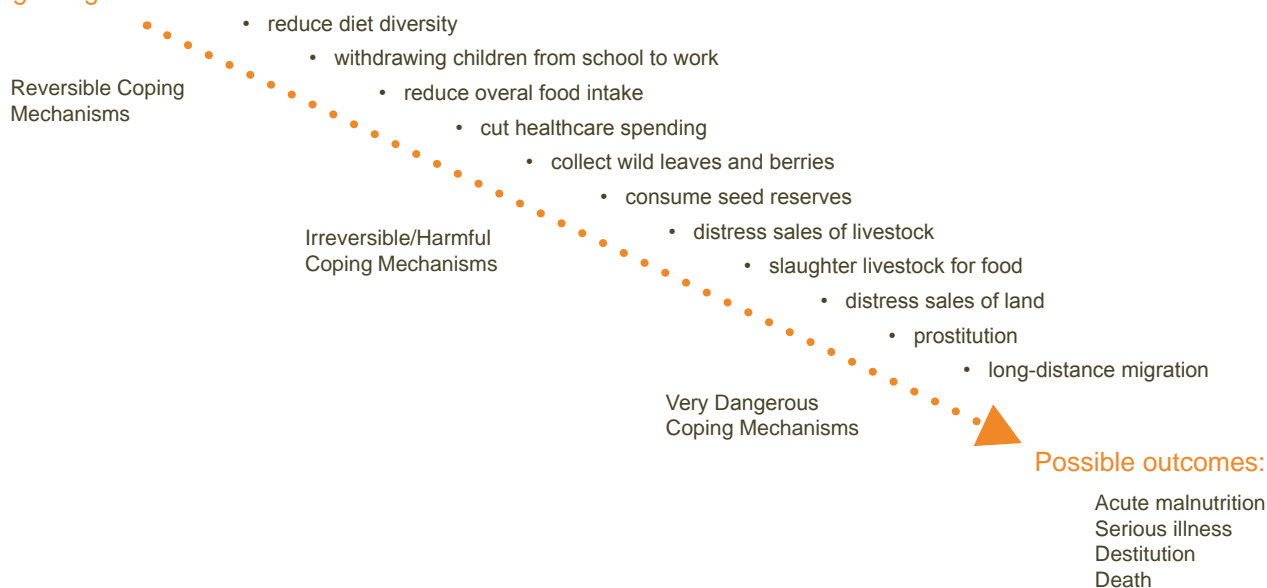 • reduce diet diversity
• withdrawing children from school to work
Reversible Coping
Mechanisms
• reduce overal food intake
• cut healthcare spending
• collect wild leaves and berries
• consume seed reserves
Irreversible/Harmful
Coping Mechanisms
• distress sales of livestock
• slaughter livestock for food
• distress sales of land
• prostitution
• long-distance migration
Very Dangerous
Coping Mechanisms
Possible outcomes:
Acute malnutrition
Serious illness
Destitution
Death